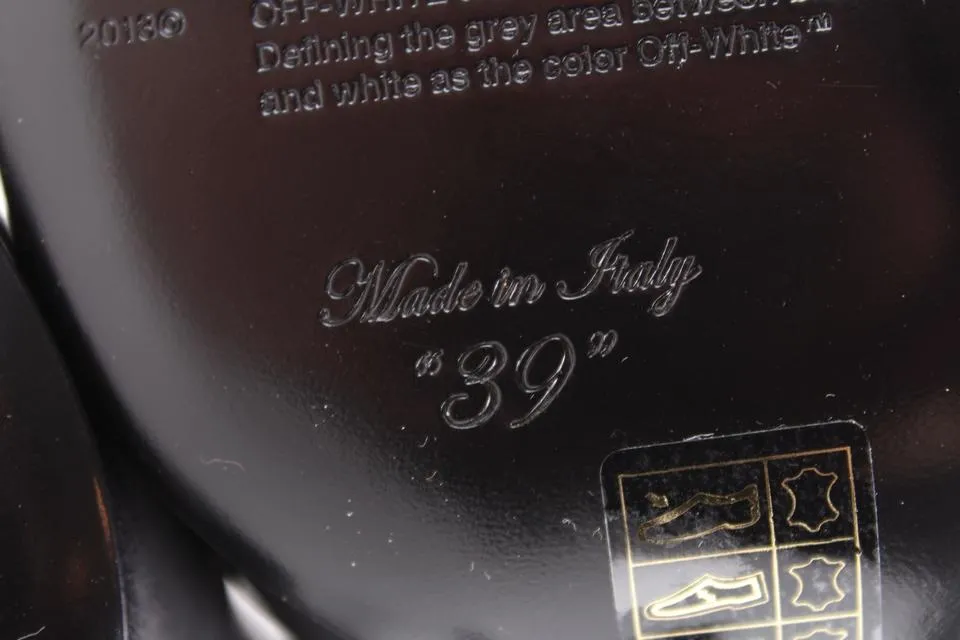 2013© OFF-WHITE
Defining the grey area between
and white as the color Off-White™
Made in Italy
"39"